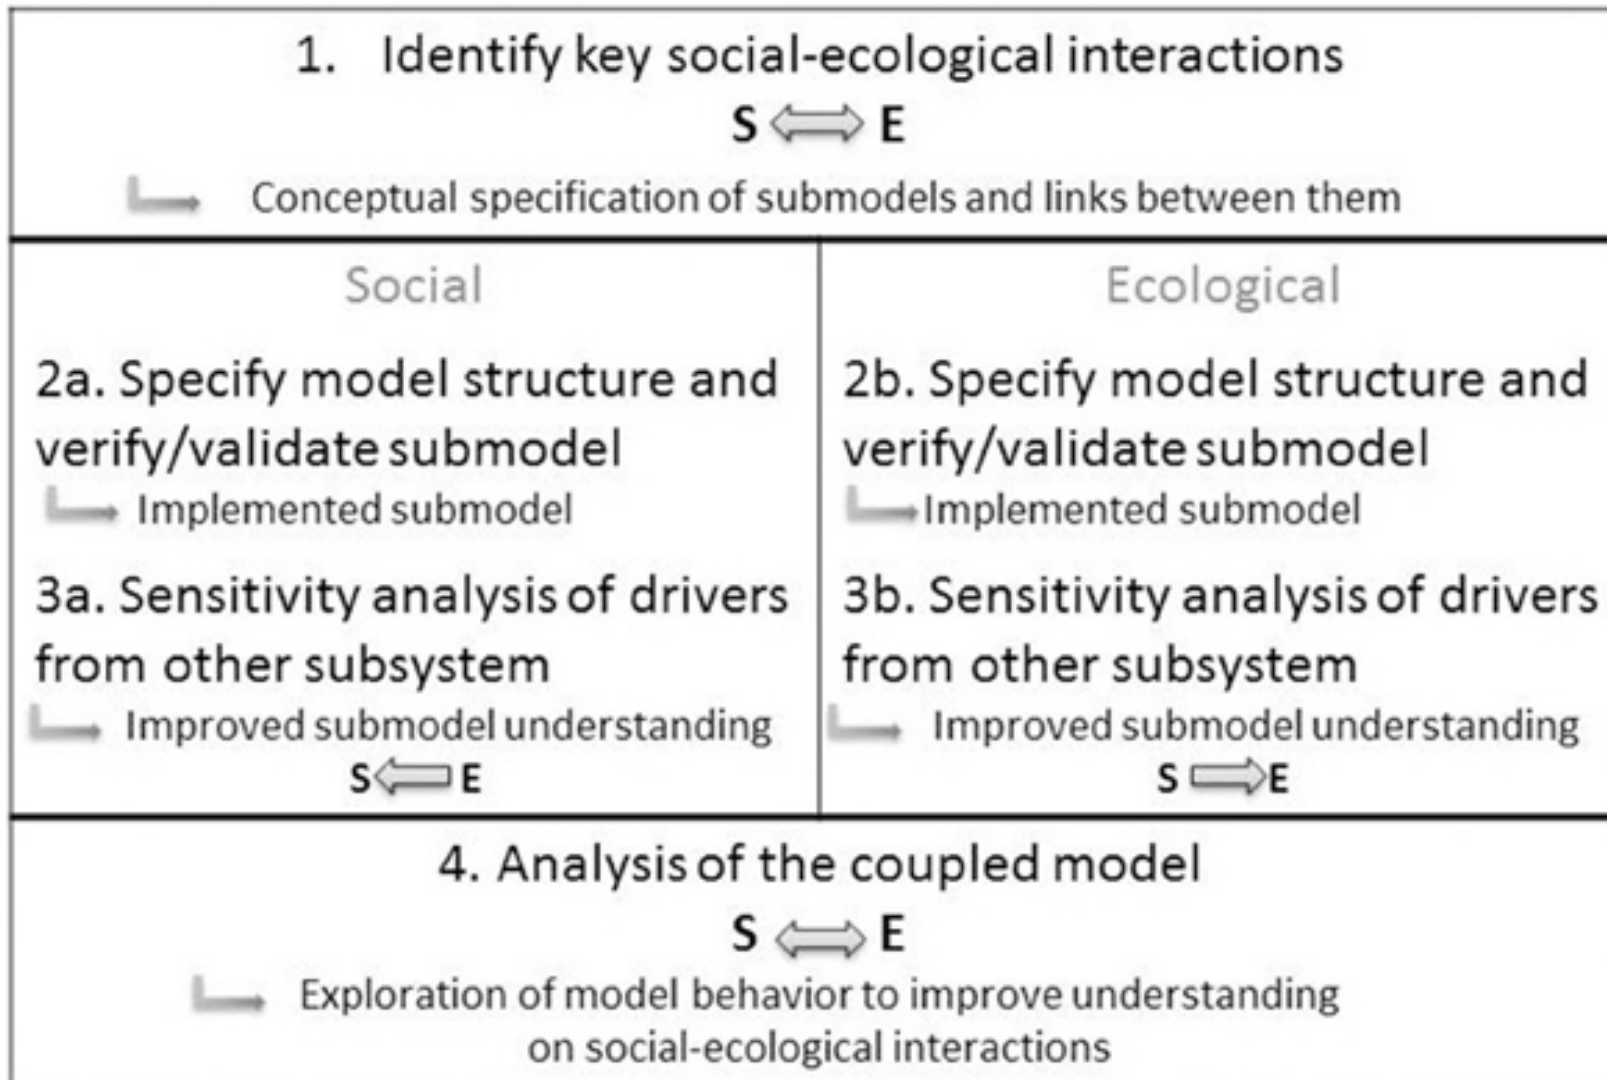 1. Identify key social-ecological interactions
S E
Conceptual specification of submodels and links between them
Social
2a. Specify model structure and
verify/validate submodel
Implemented submodel
3a. Sensitivity analysis of drivers
from other subsystem
Improved submodel understanding
S E
Ecological
2b. Specify model structure and
verify/validate submodel
Implemented submodel
3b. Sensitivity analysis of drivers
from other subsystem
Improved submodel understanding
S E
4. Analysis of the coupled model
S E
Exploration of model behavior to improve understanding
on social-ecological interactions